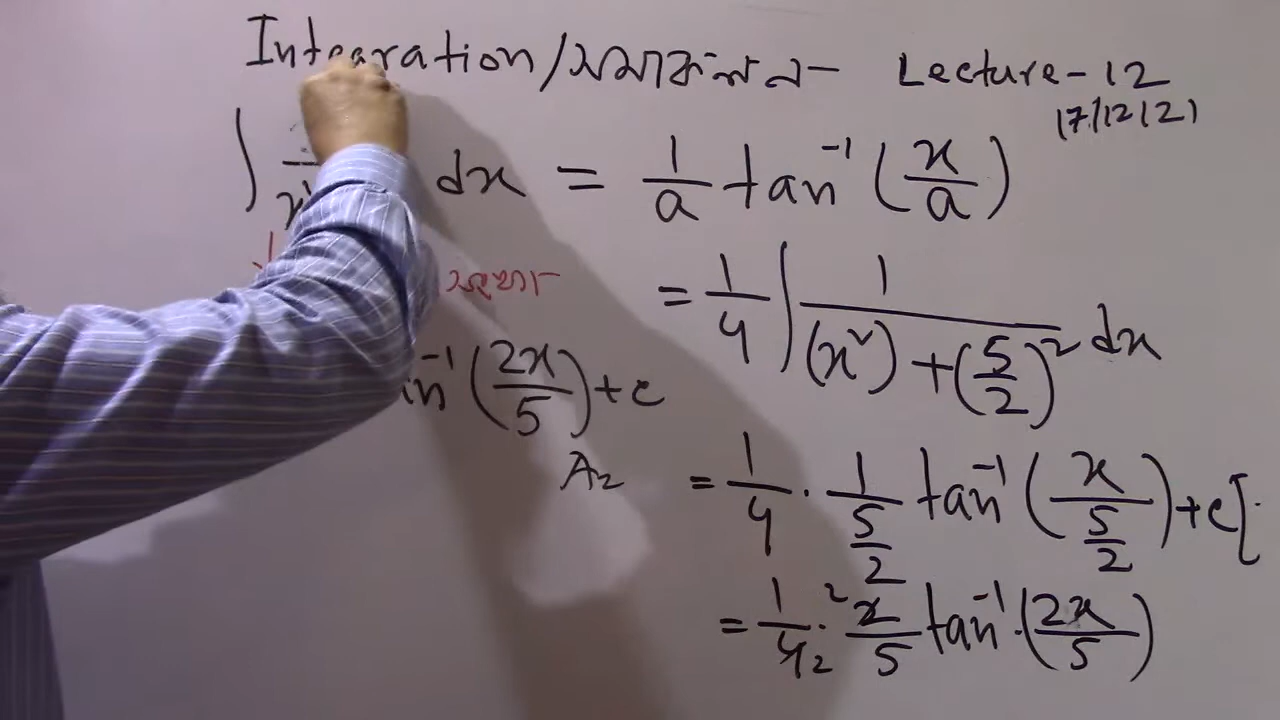 Integration / সমাকলন – Lecture - 12
17/12/21
∫ dx = 1/a tan⁻¹ (x/a)
= 1/4 ∫ 1/((x²) + (5/2)²) dx
tan⁻¹ (2x/5) + c
A₂
= 1/4 · 1/(5/2) tan⁻¹ (x/(5/2)) + c [
= 1/4 · 2/5 tan⁻¹ · (2x/5)